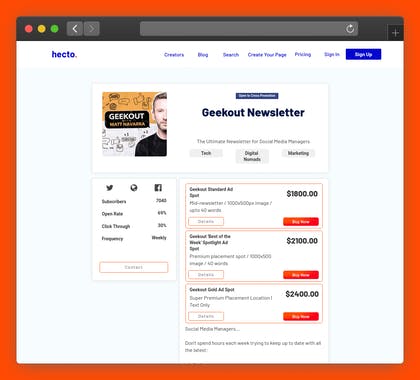 hecto.
Creators
Blog
Search
Create Your Page
Pricing
Sign In
Sign Up
GEEKOUT
WITH
MATT NAVARRA
Open to Cross Promotion
Geekout Newsletter
The Ultimate Newsletter for Social Media Managers
Tech
Digital
Nomads
Marketing
Subscribers 7040
Open Rate 64%
Click Through 30%
Frequency Weekly
Contact
Geekout Standard Ad
Spot
$1800.00
Mid-newsletter / 1000x500px image /
upto 40 words
Details
Buy Now
Geekout 'Best of the
Week' Spotlight Ad
Spot
$2100.00
Premium placement spot / 1000x500
image / 40 words
Details
Buy Now
Geekout Gold Ad Spot
$2400.00
Super Premium Placement Location |
Text Only
Details
Buy Now
Social Media Managers...
Don't spend hours each week trying to keep up to date with all
the latest: